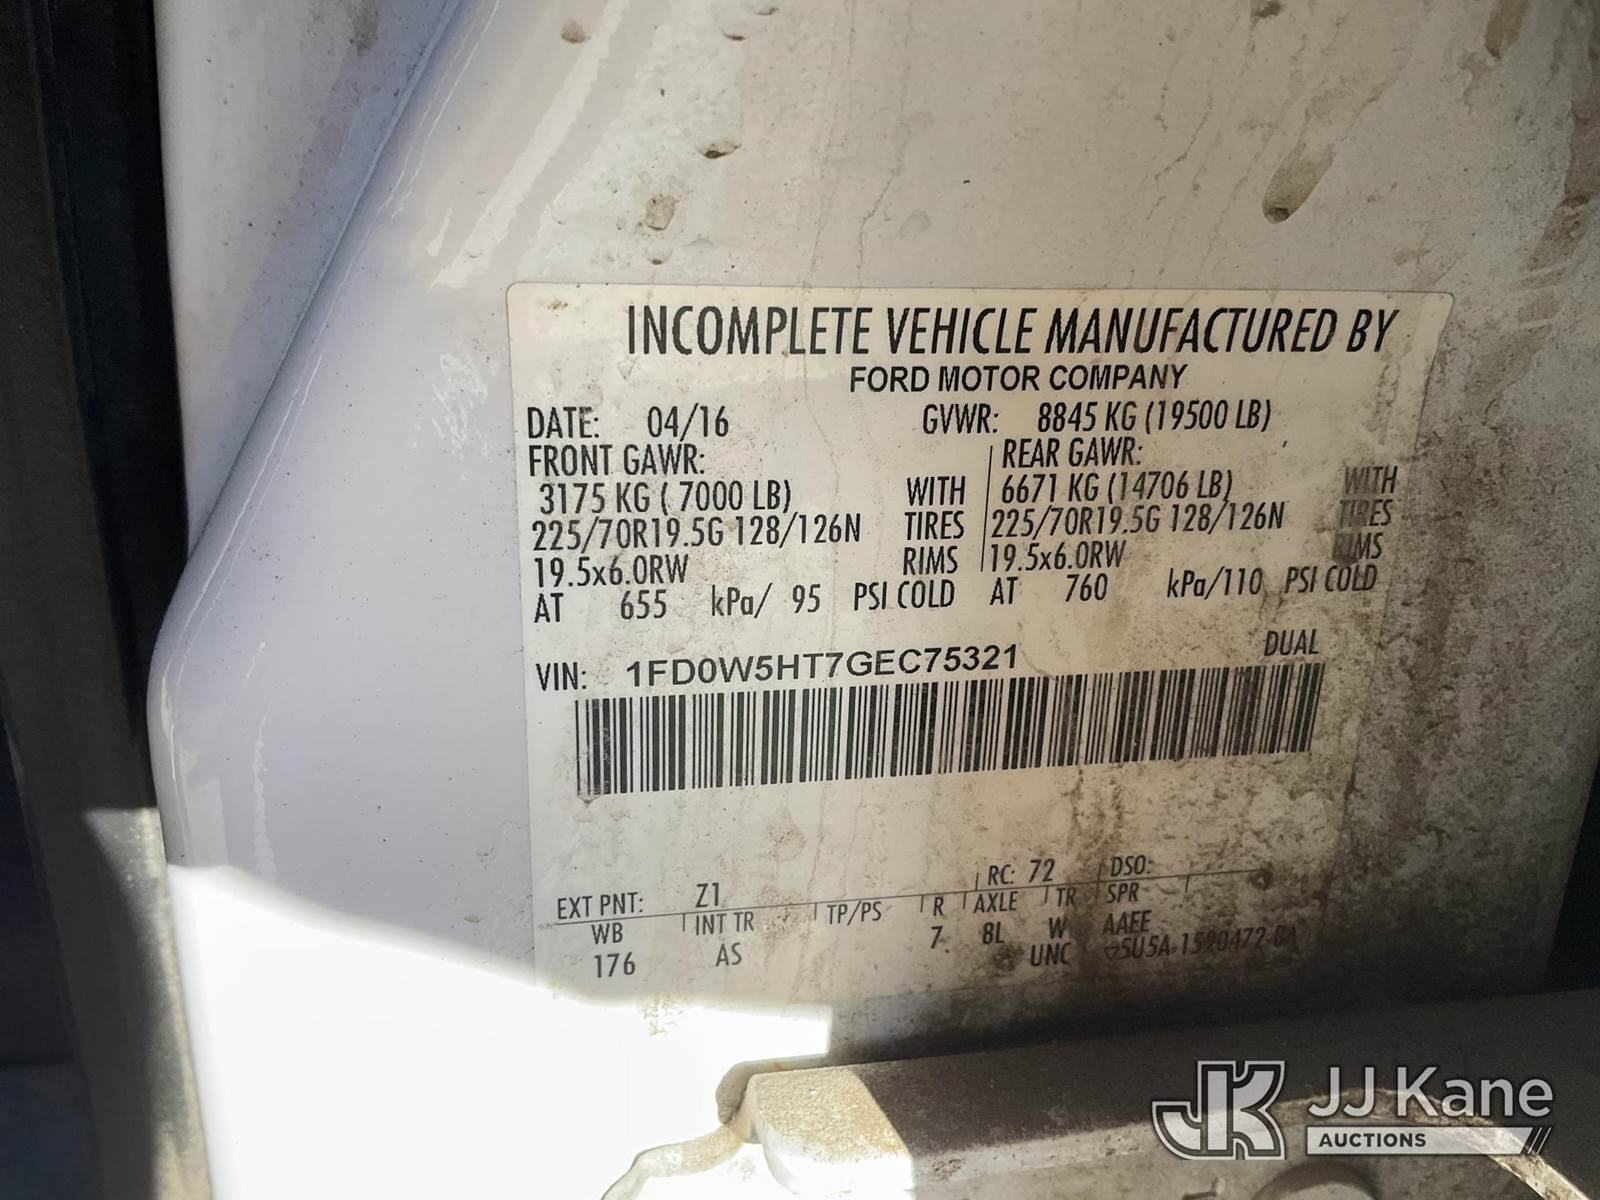 INCOMPLETE VEHICLE MANUFACTURED BY
FORD MOTOR COMPANY
DATE: 04/16 GVWR: 8845 KG (19500 LB)
FRONT GAWR: REAR GAWR:
3175 KG ( 7000 LB) WITH 6671 KG (14706 LB) WITH
225/70R19.5G 128/126N TIRES 225/70R19.5G 128/126N TIRES
19.5x6.0RW RIMS 19.5x6.0RW RIMS
AT 655 kPa/ 95 PSI COLD AT 760 kPa/110 PSI COLD
VIN: 1FD0W5HT7GEC75321 DUAL
EXT PNT: Z1 RC: 72 DSO:
WB INT TR TP/PS R AXLE TR SPR
176 AS 7 8L W AAEE
UNC
JK JJ Kane
AUCTIONS